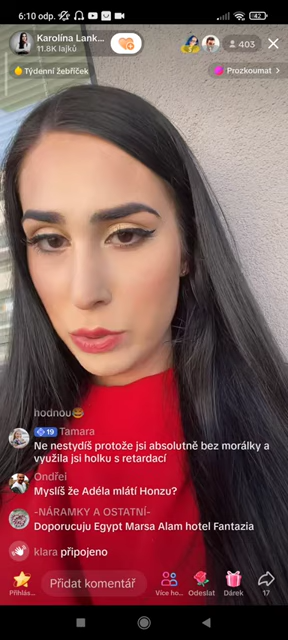 6:10 odp.
42
Karolína Lank...
11.8K lajků
403
Týdenní žebříček
Prozkoumat >
hodnou😄
19 Tamara
Ne nestydíš protože jsi absolutně bez morálky a
využila jsi holku s retardací
Ondřei
Myslíš že Adéla mlátí Honzu?
-NÁRAMKY A OSTATNÍ-
Doporucuju Egypt Marsa Alam hotel Fantazia
klara připojeno
Přidat komentář
Přihlás...
Více ho...
Odeslat
Dárek
17